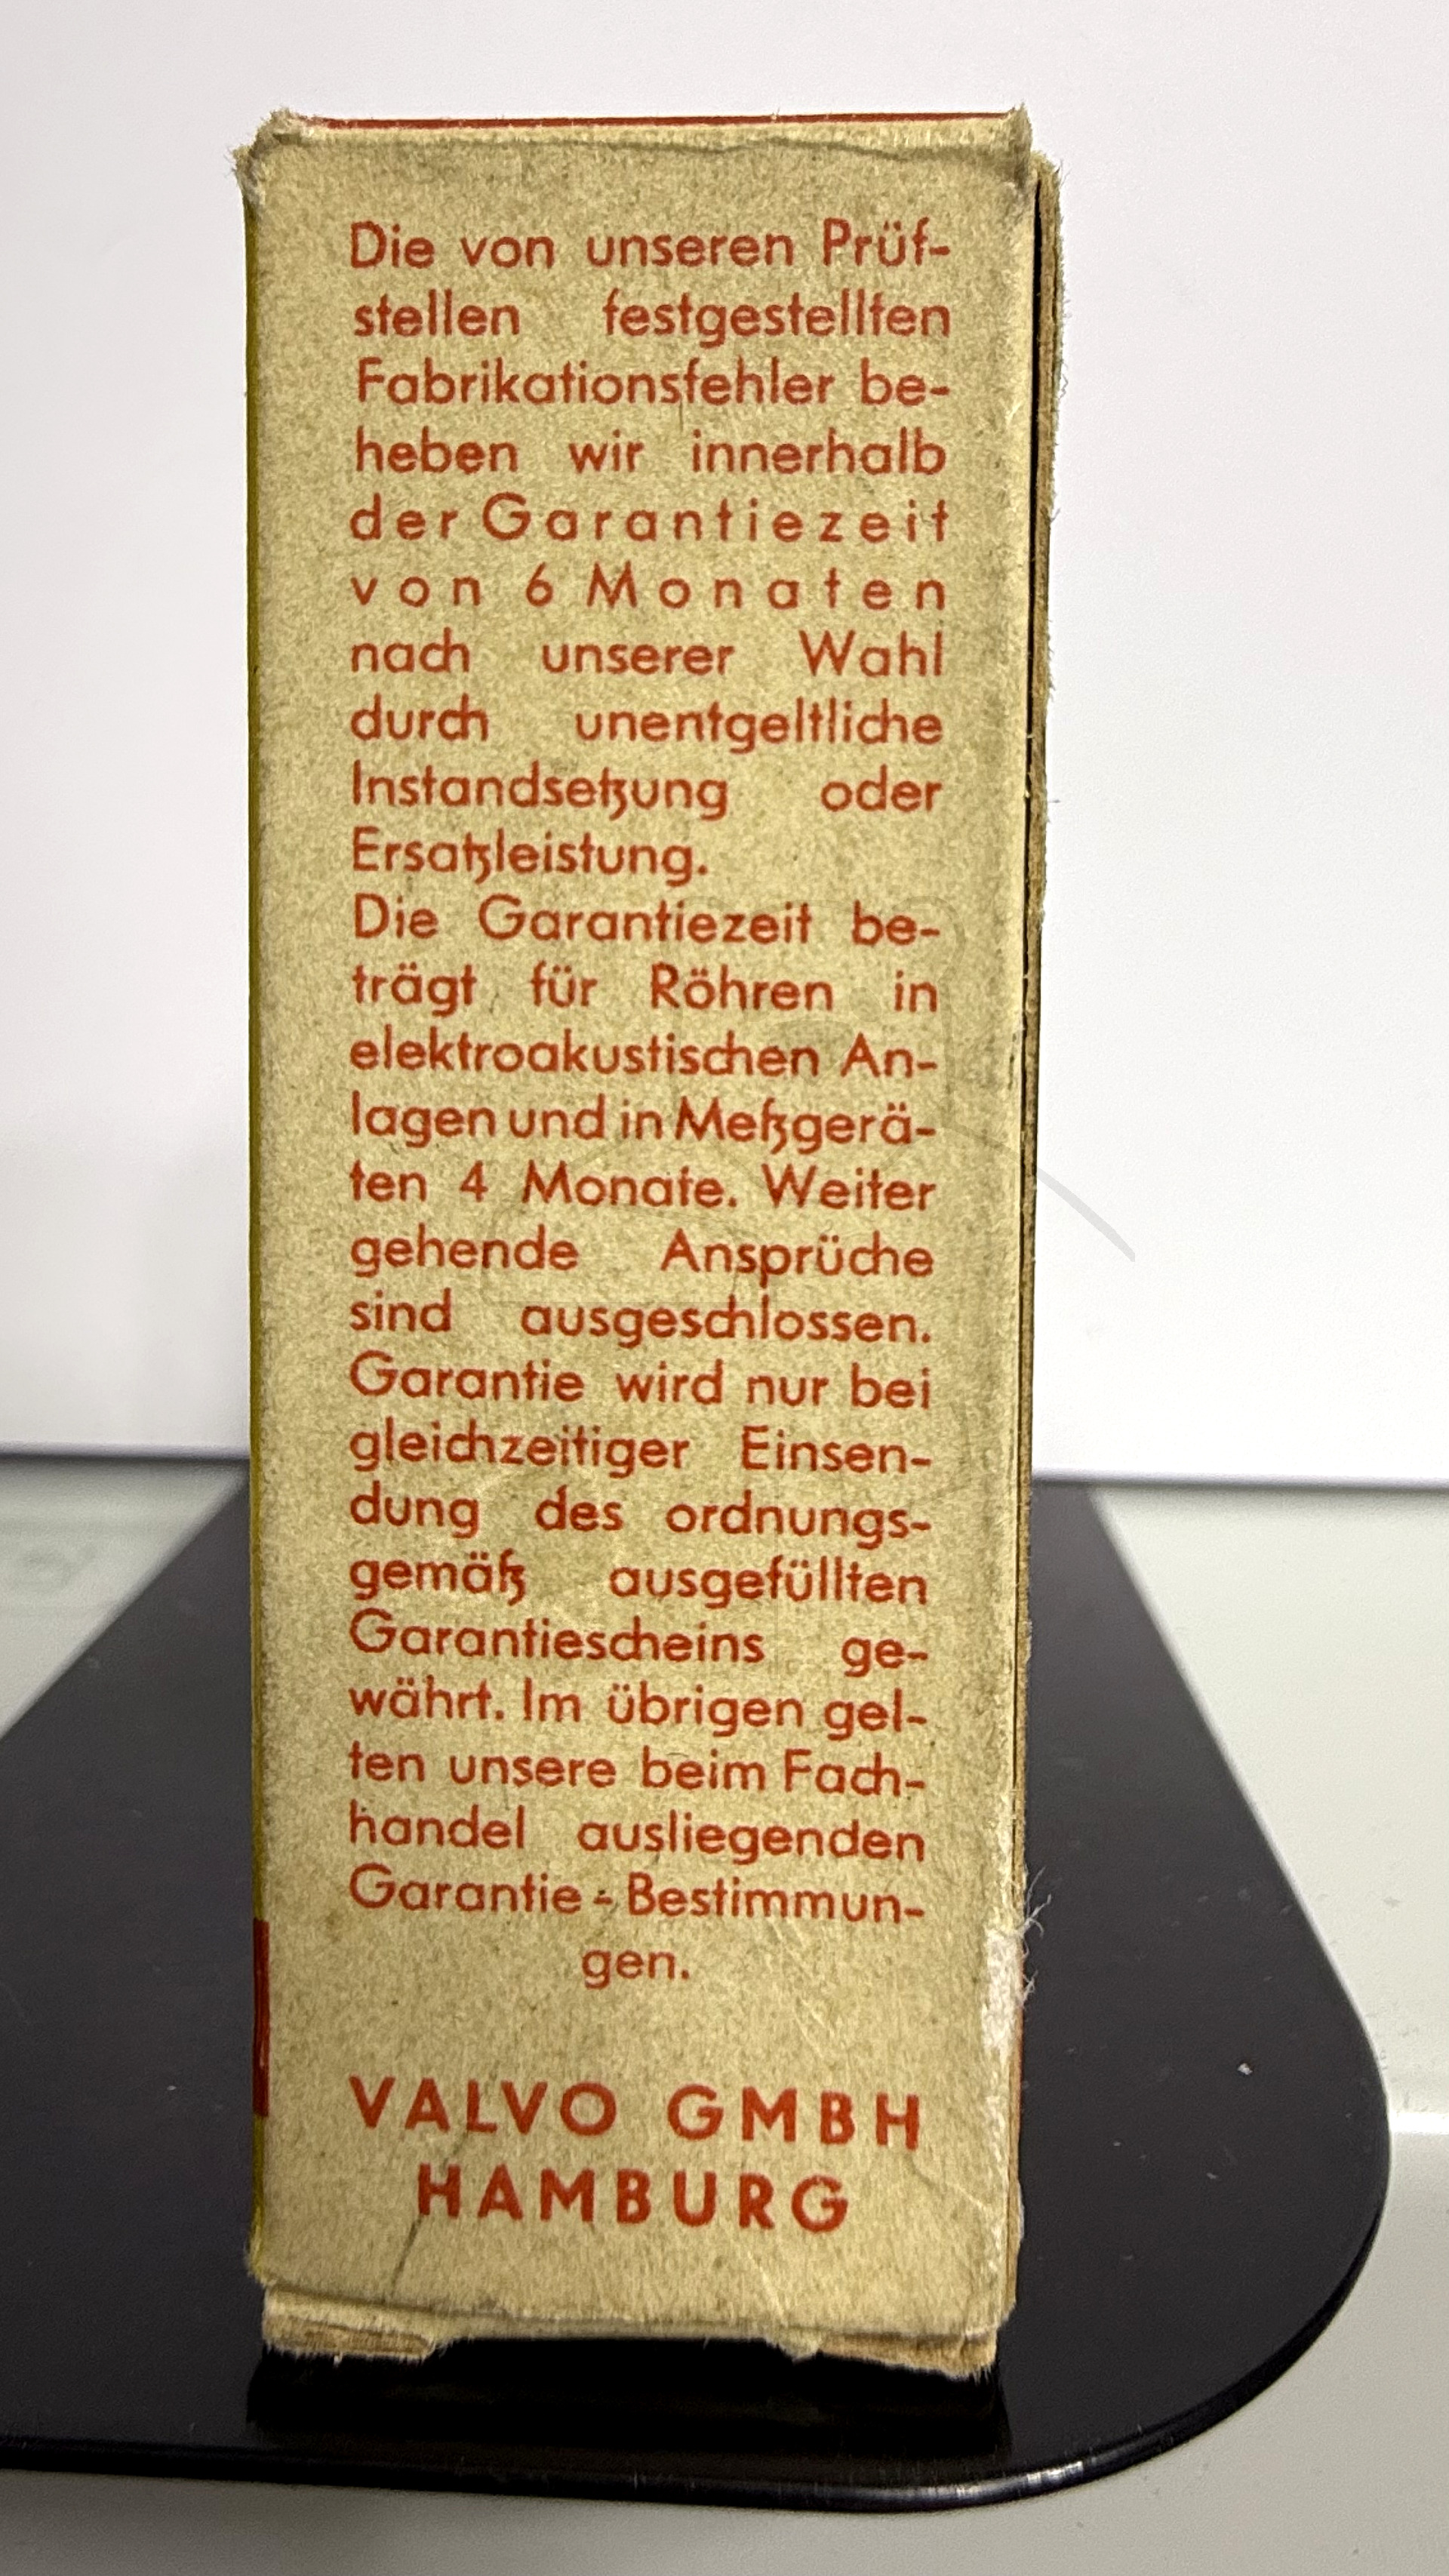 Die von unseren Prüf-
stellen festgestellten
Fabrikationsfehler be-
heben wir innerhalb
der Garantiezeit
von 6 Monaten
nach unserer Wahl
durch unentgeltliche
Instandsetzung oder
Ersatzleistung.
Die Garantiezeit be-
trägt für Röhren in
elektroakustischen An-
lagen und in Meßgerä-
ten 4 Monate. Weiter
gehende Ansprüche
sind ausgeschlossen.
Garantie wird nur bei
gleichzeitiger Einsen-
dung des ordnungs-
gemäß ausgefüllten
Garantiescheins ge-
währt. Im übrigen gel-
ten unsere beim Fach-
handel ausliegenden
Garantie-Bestimmun-
gen.
VALVO GMBH
HAMBURG